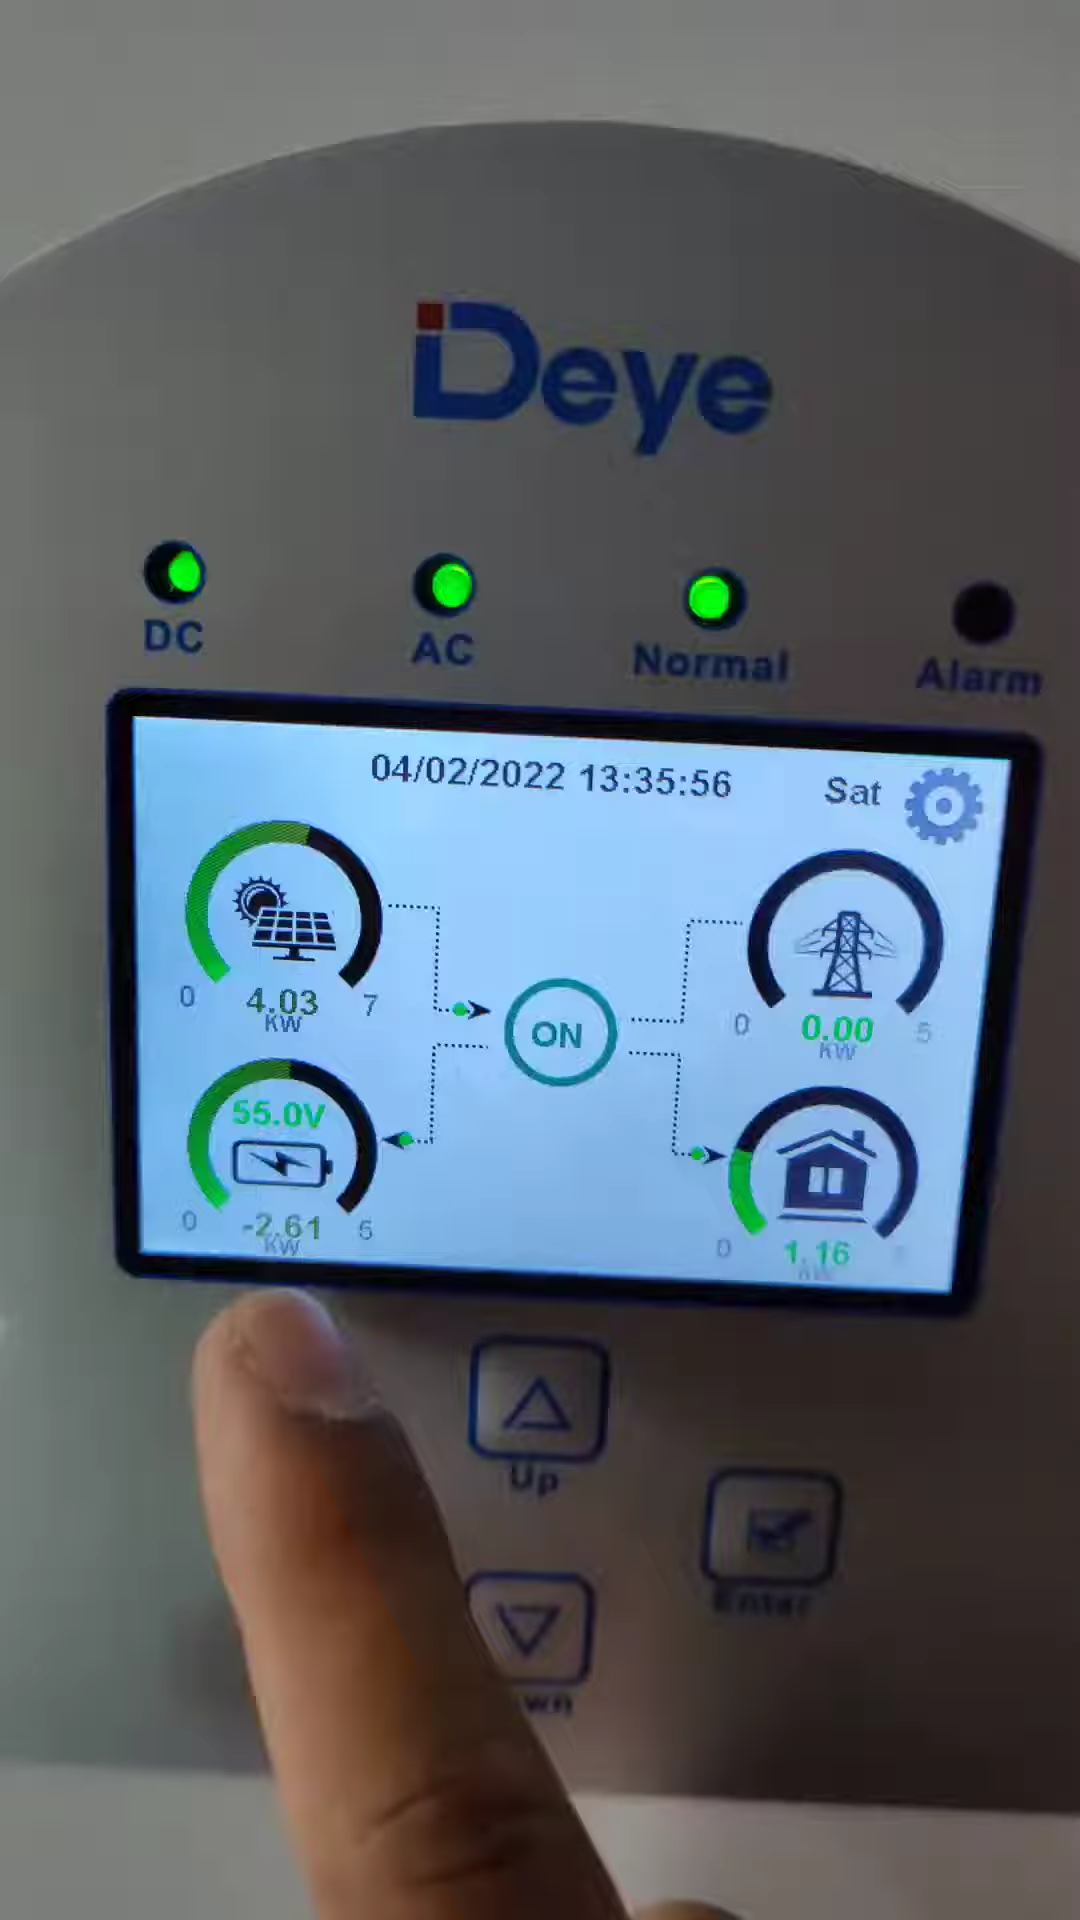 Deye
DC AC Normal Alarm
04/02/2022 13:35:56 Sat
0 4.03 7
KW
ON
0 0.00 5
KW
55.0V
0 -2.61 5
KW
0 1.16
KW
Up
Enter